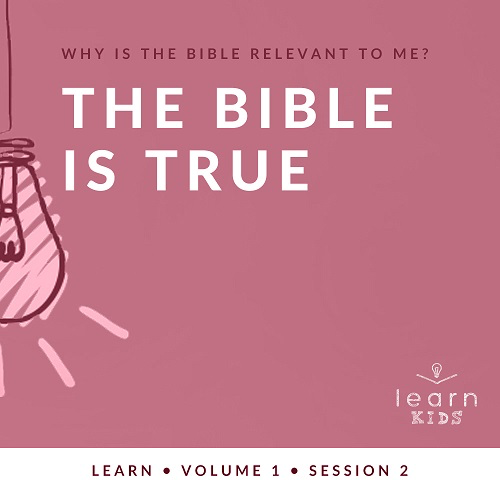 WHY IS THE BIBLE RELEVANT TO ME?
THE BIBLE
IS TRUE
learn
KIDS
LEARN • VOLUME 1 • SESSION 2